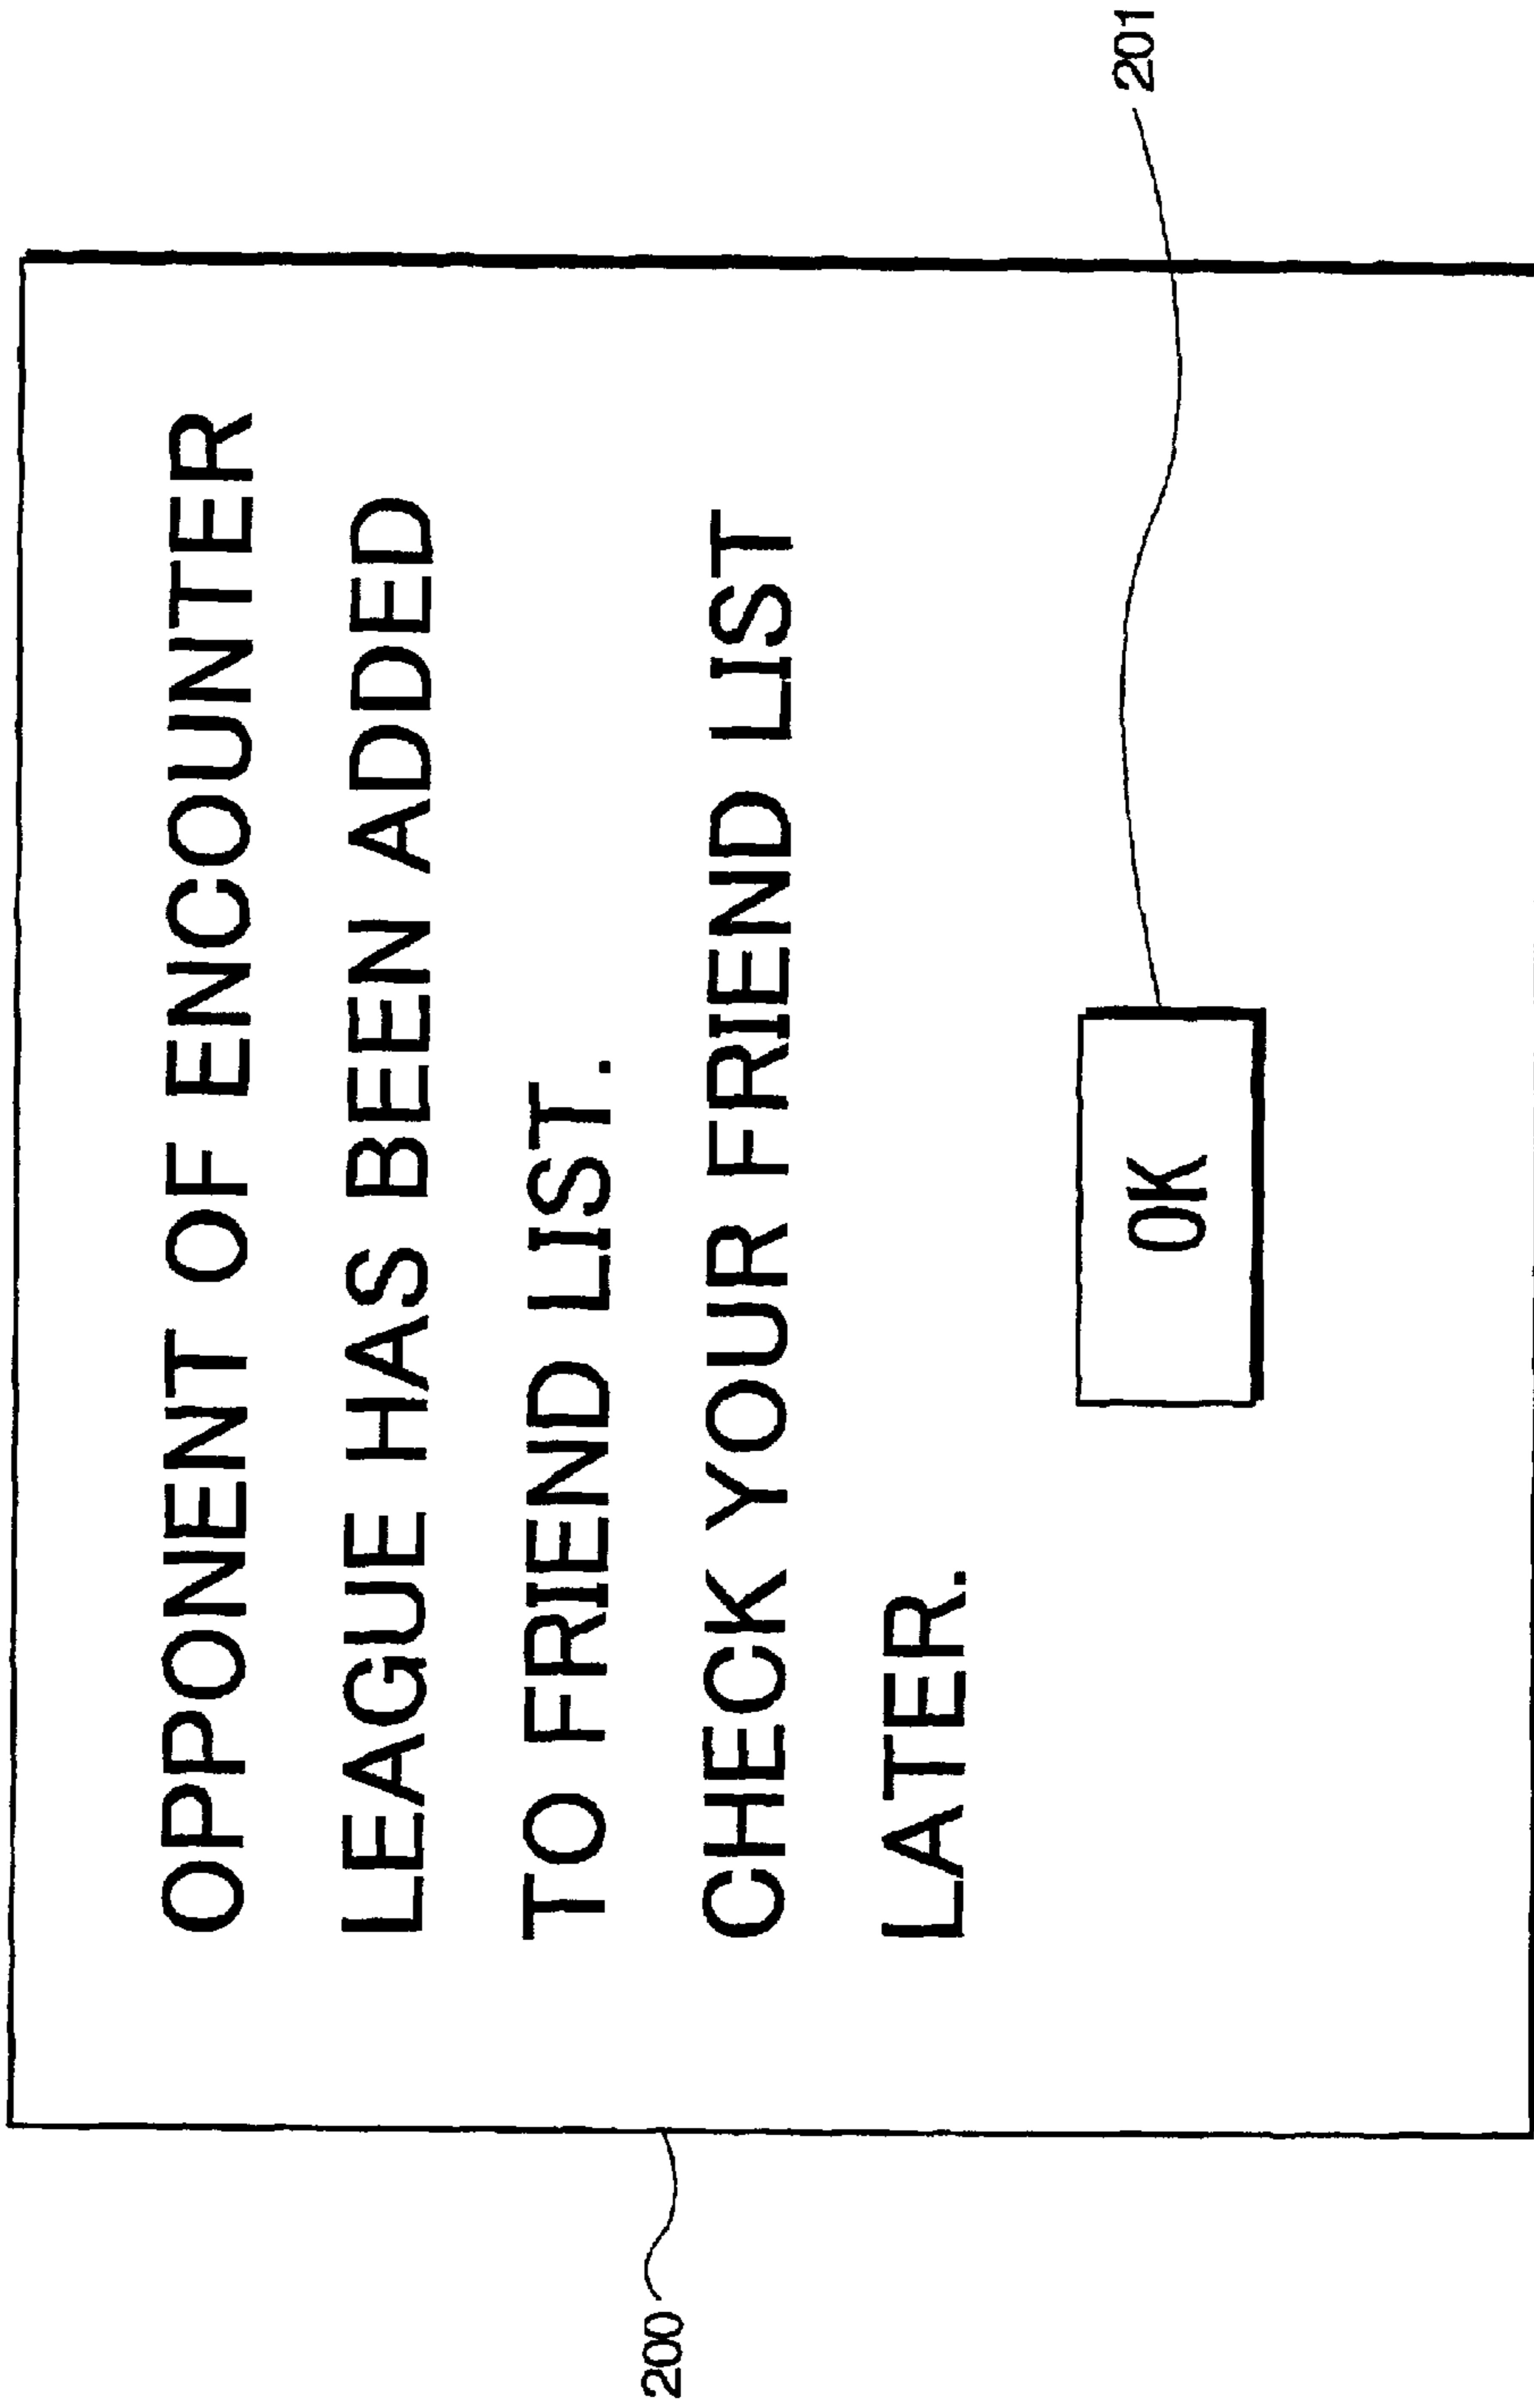 OPPONENT OF ENCOUNTER
LEAGUE HAS BEEN ADDED
TO FRIEND LIST.
CHECK YOUR FRIEND LIST
LATER.
OK
200
201